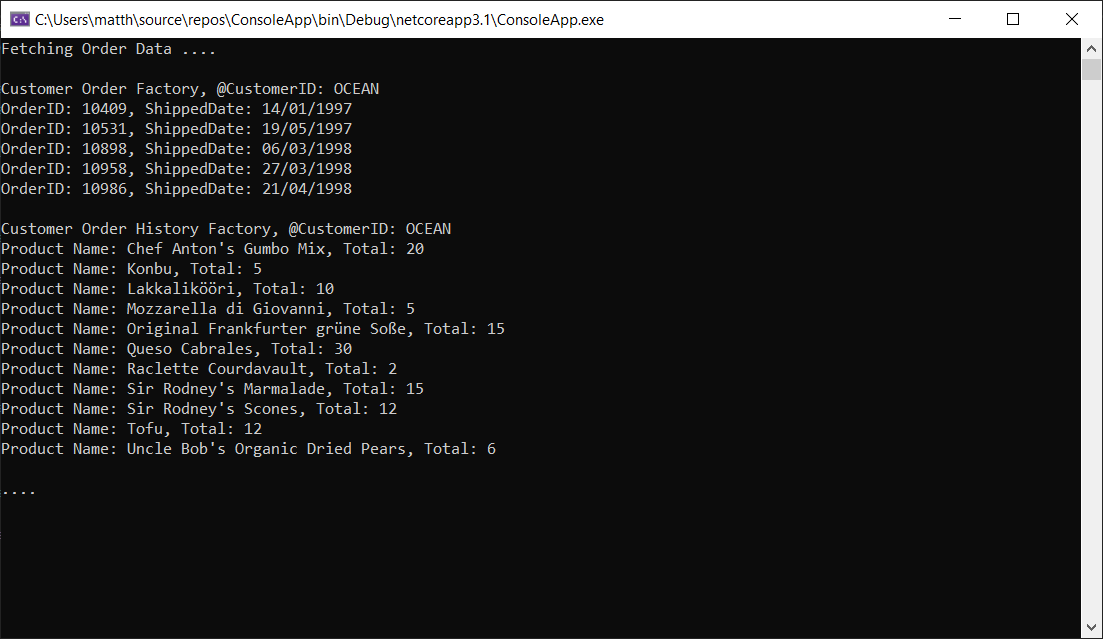 C:\Users\matth\source\repos\ConsoleApp\bin\Debug\netcoreapp3.1\ConsoleApp.exe
Fetching Order Data ....
Customer Order Factory, @CustomerID: OCEAN
OrderID: 10409, ShippedDate: 14/01/1997
OrderID: 10531, ShippedDate: 19/05/1997
OrderID: 10898, ShippedDate: 06/03/1998
OrderID: 10958, ShippedDate: 27/03/1998
OrderID: 10986, ShippedDate: 21/04/1998
Customer Order History Factory, @CustomerID: OCEAN
Product Name: Chef Anton's Gumbo Mix, Total: 20
Product Name: Konbu, Total: 5
Product Name: Lakkalikööri, Total: 10
Product Name: Mozzarella di Giovanni, Total: 5
Product Name: Original Frankfurter grüne Soße, Total: 15
Product Name: Queso Cabrales, Total: 30
Product Name: Raclette Courdavault, Total: 2
Product Name: Sir Rodney's Marmalade, Total: 15
Product Name: Sir Rodney's Scones, Total: 12
Product Name: Tofu, Total: 12
Product Name: Uncle Bob's Organic Dried Pears, Total: 6
....